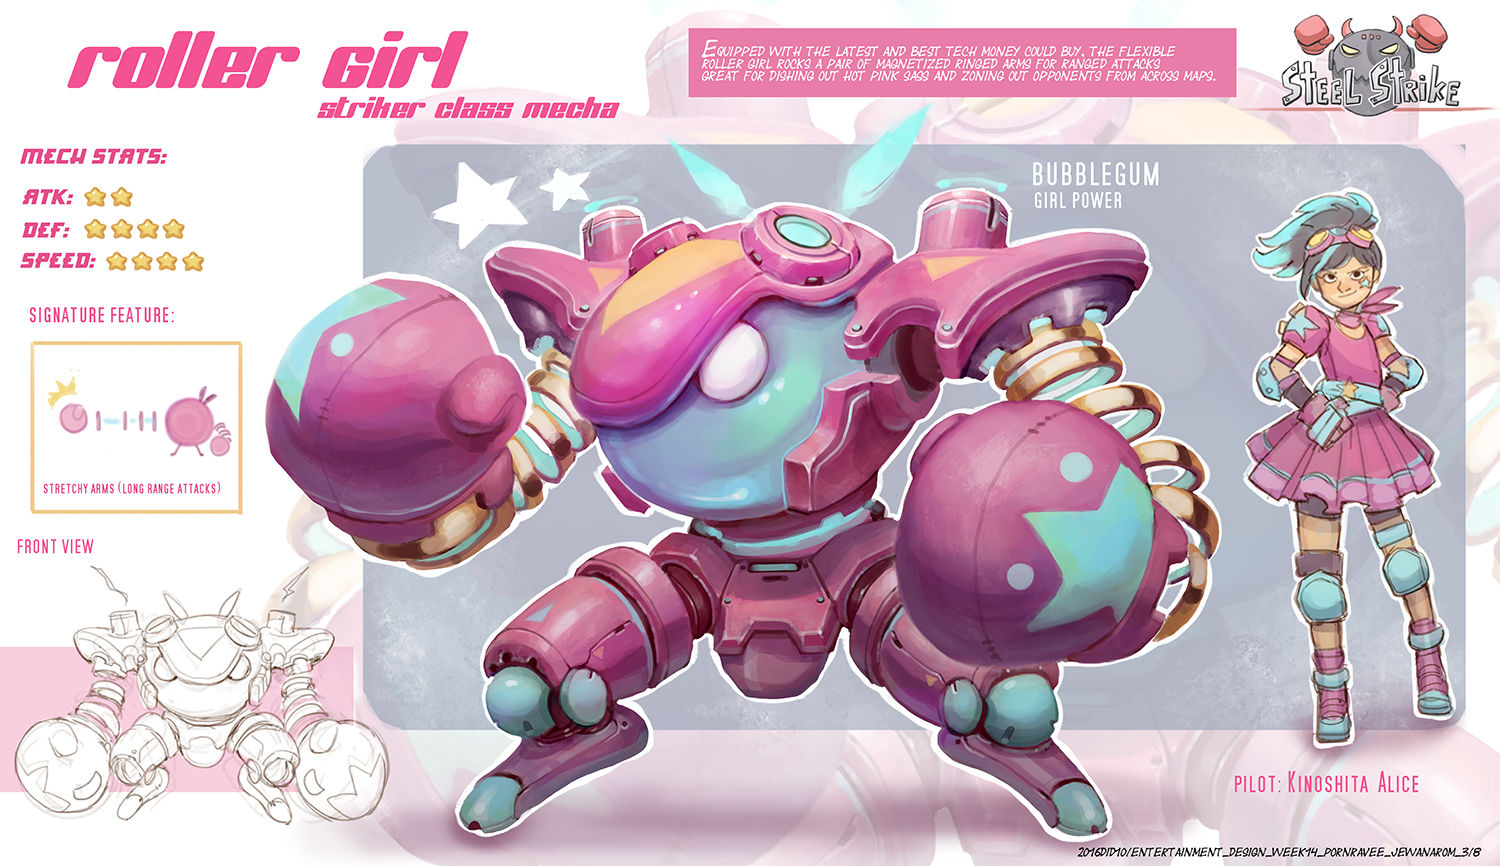 roller girl
striker class mecha
Equipped with the latest and best tech money could buy, the flexible
roller girl rocks a pair of magnetized ringed arms for ranged attacks
great for dishing out hot pink sass and zoning out opponents from across maps.
Steel Strike
MECH STATS:
ATK:
DEF:
SPEED:
SIGNATURE FEATURE:
STRETCHY ARMS (LONG RANGE ATTACKS)
FRONT VIEW
BUBBLEGUM
GIRL POWER
PILOT: KINOSHITA ALICE
2016DID10/ENTERTAINMENT_DESIGN_WEEK14_PORNRAVEE_JEWANAROM_3/8